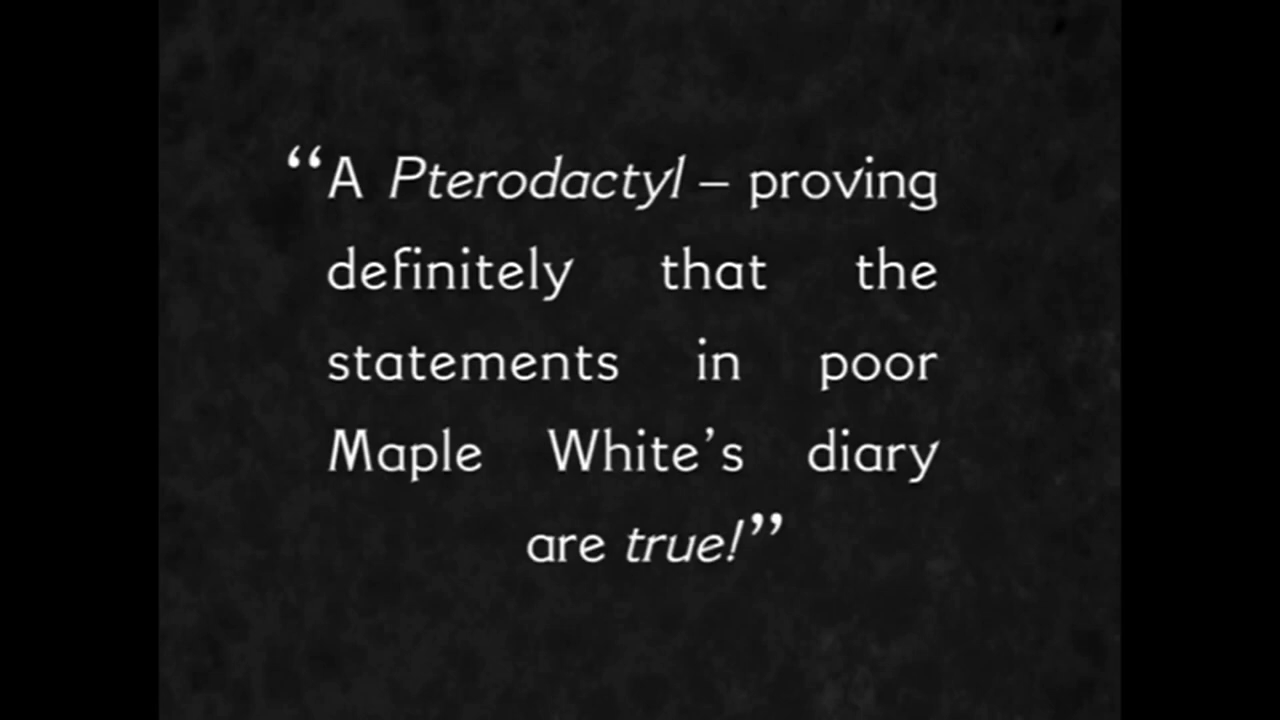 “A Pterodactyl – proving
definitely that the
statements in poor
Maple White’s diary
are true!”